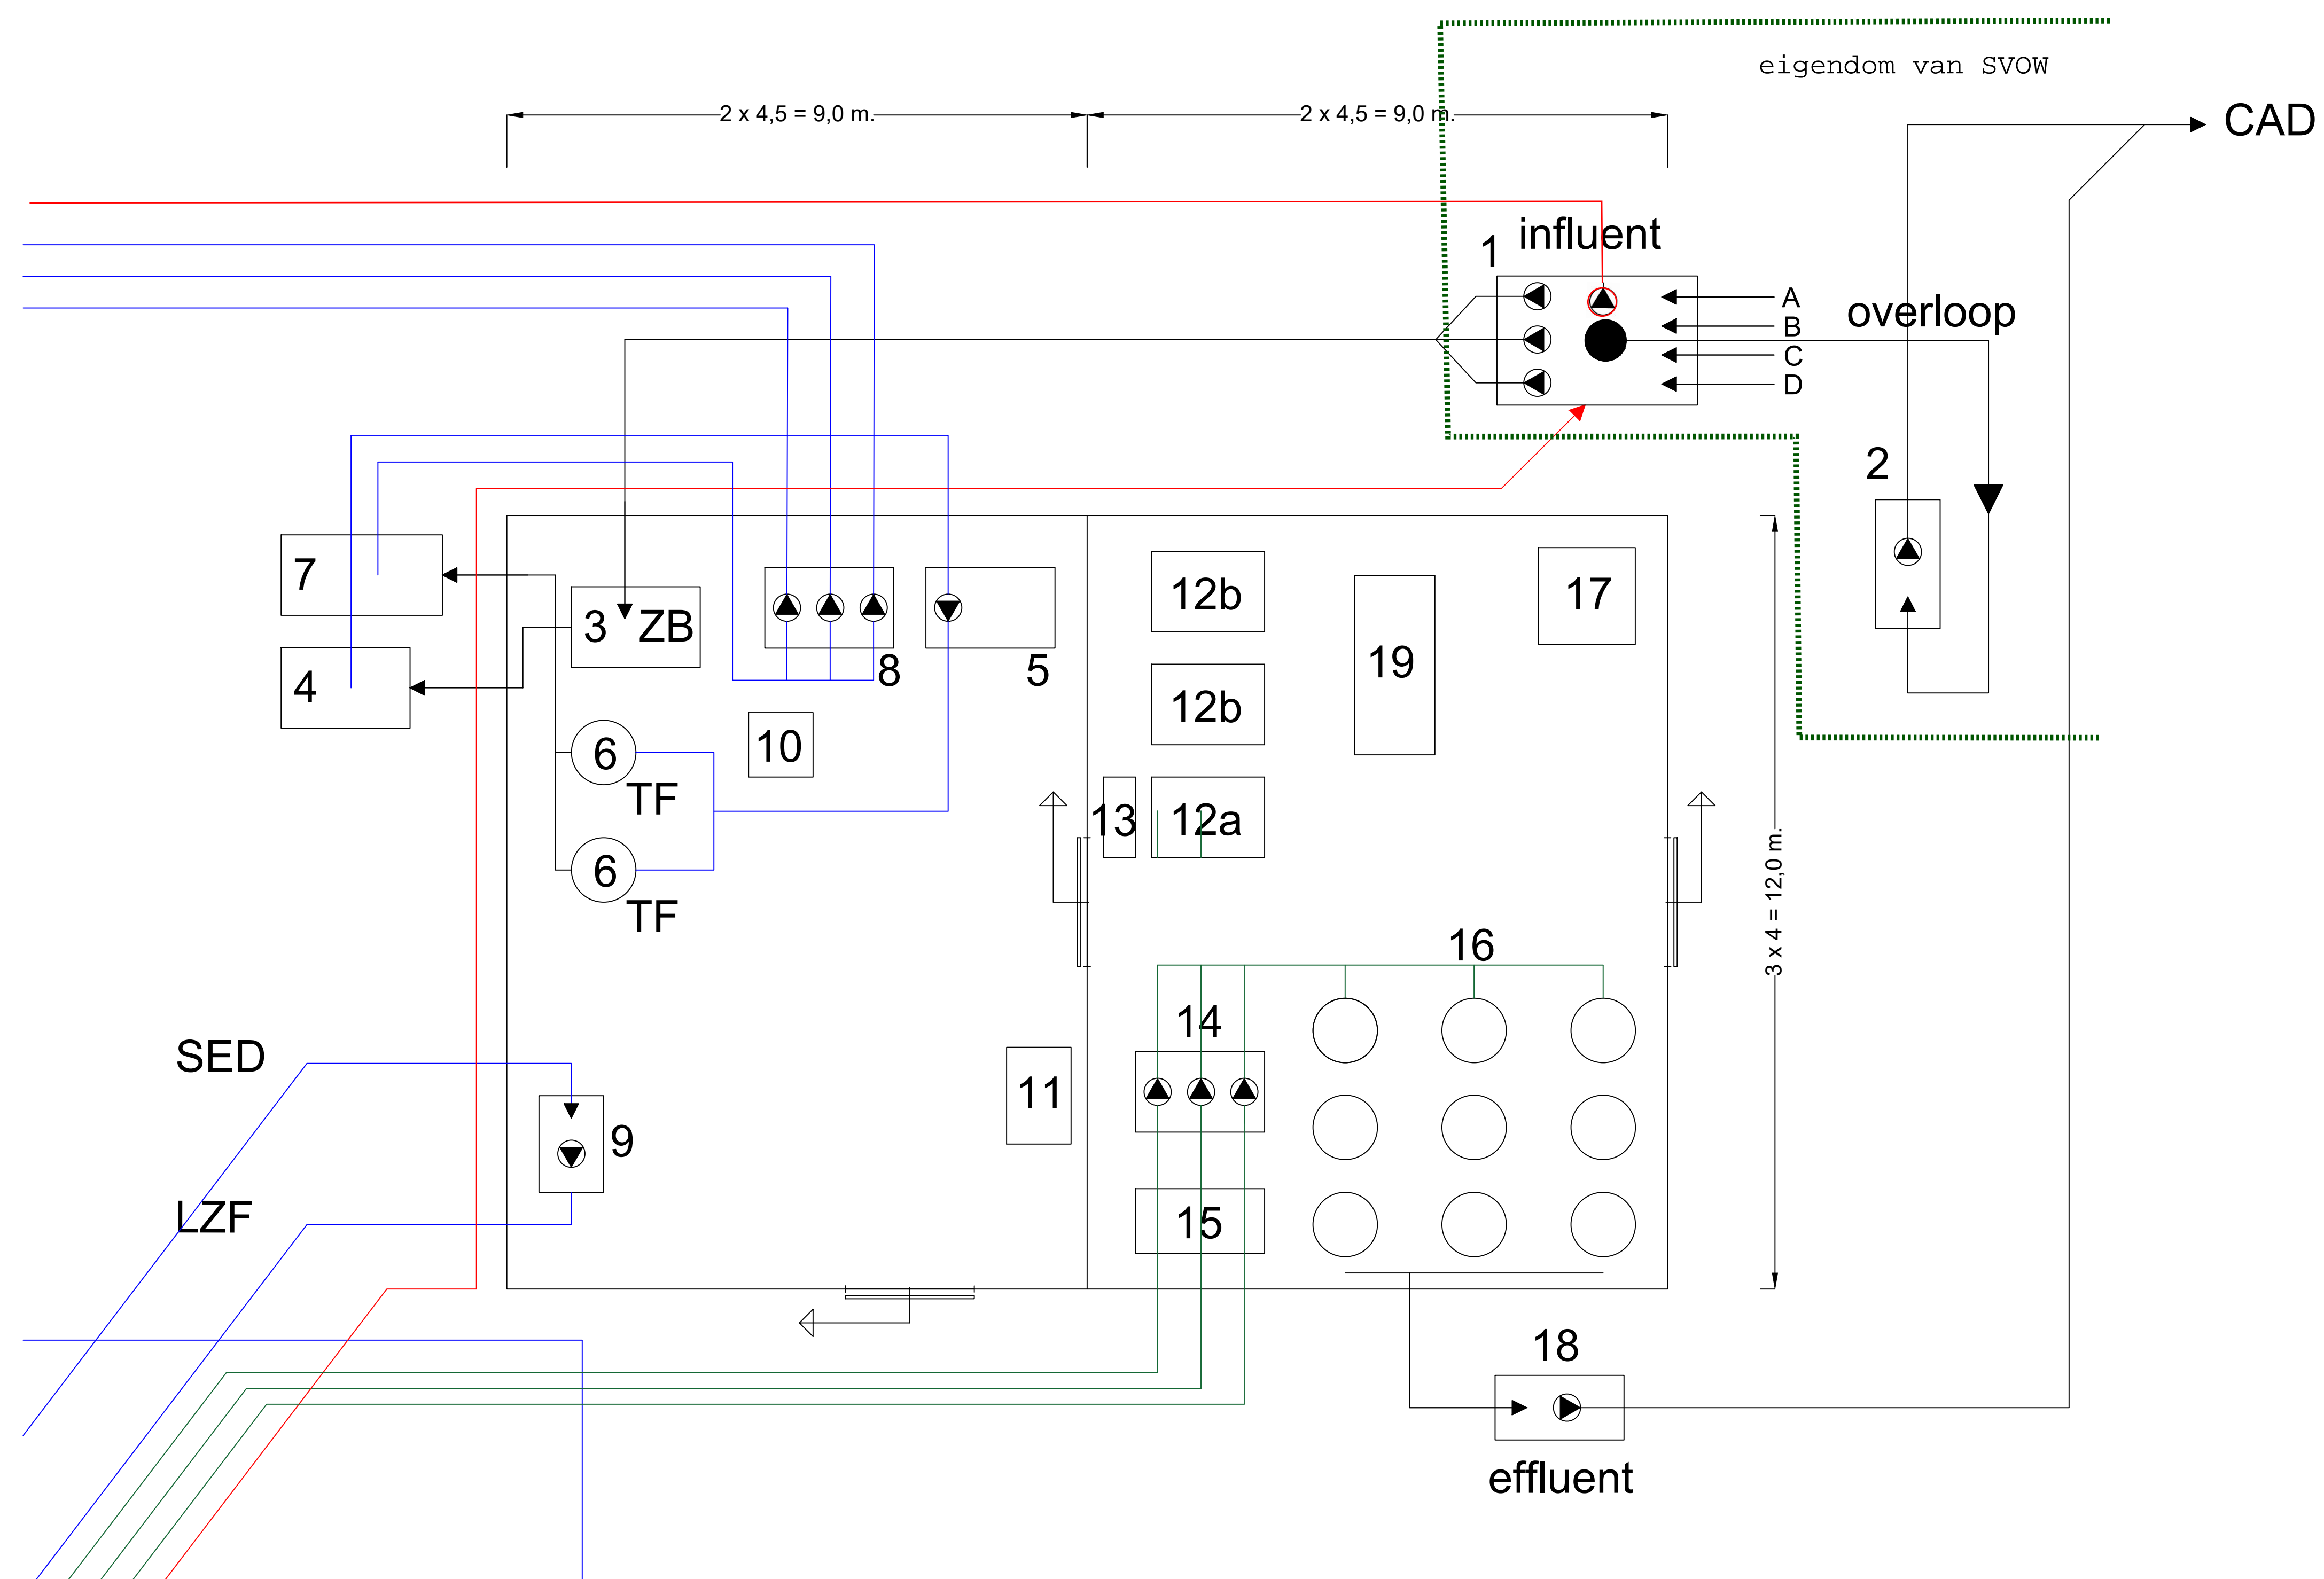 eigendom van SVOW
2 x 4,5 = 9,0 m.
2 x 4,5 = 9,0 m.
CAD
influent
1
A
B
C
D
overloop
2
7
3 ZB
4
8
5
12b
19
17
10
12b
6
TF
13
12a
6
TF
3 x 4 = 12,0 m.
16
14
SED
11
9
LZF
15
18
effluent